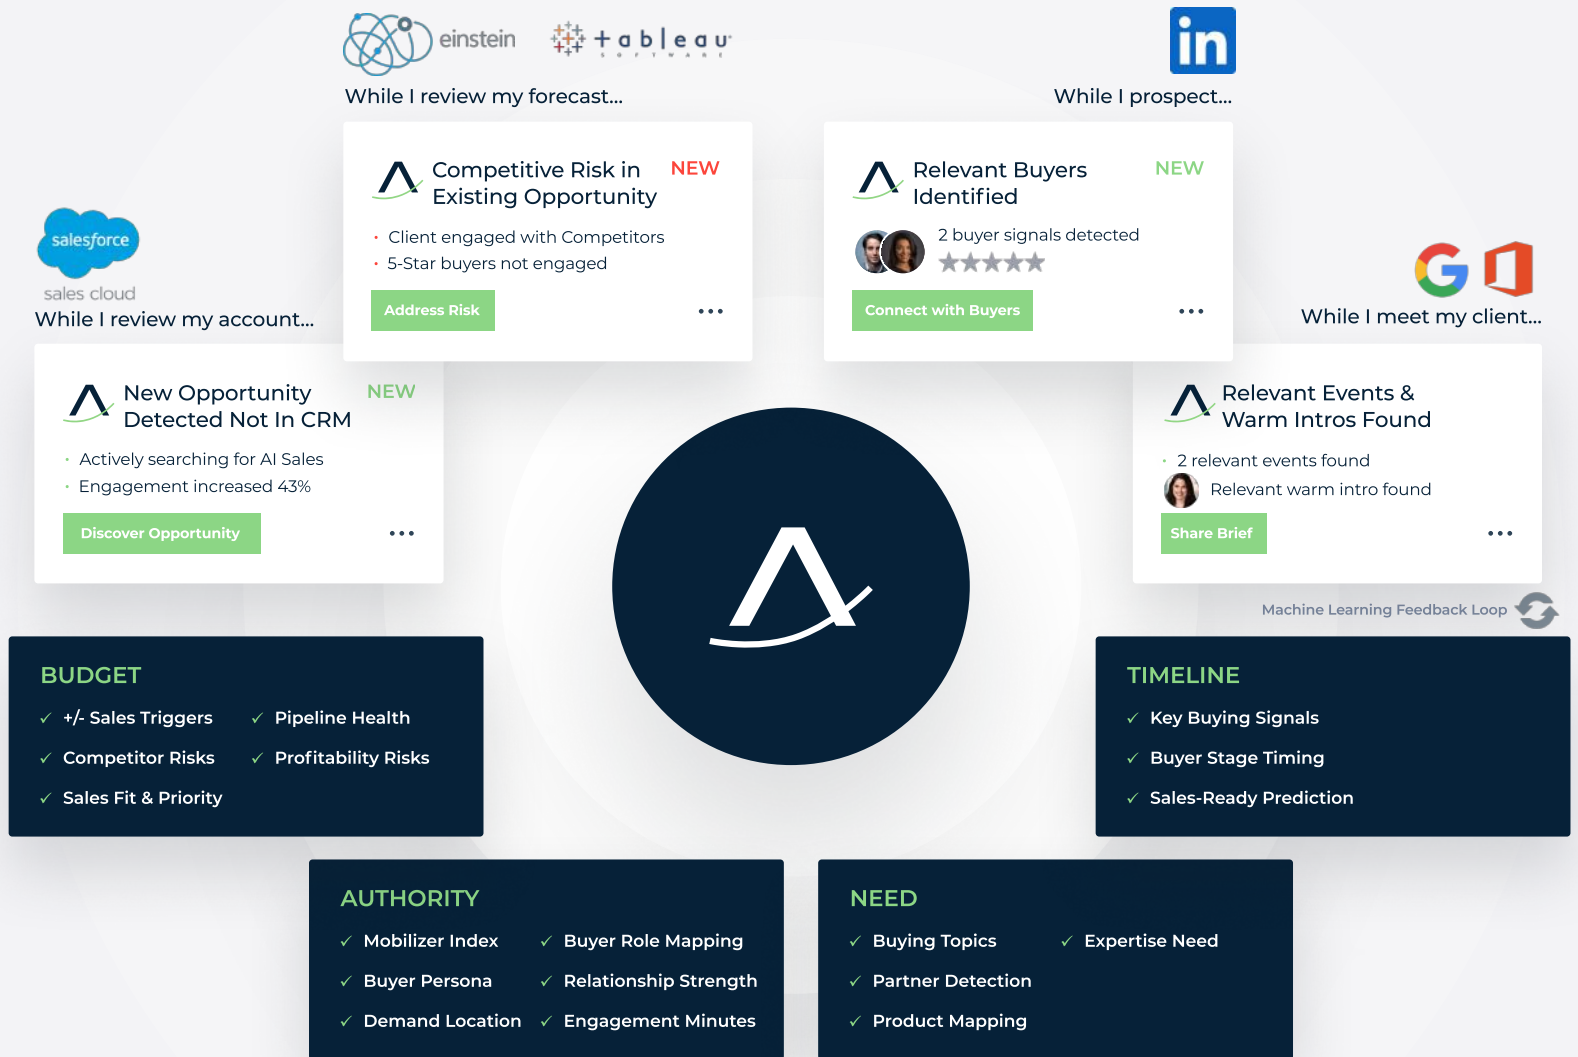 einstein
+ableau
SOFTWARE
While I review my forecast...
in
While I prospect...
Competitive Risk in
Existing Opportunity
NEW
• Client engaged with Competitors
• 5-Star buyers not engaged
Address Risk
Relevant Buyers
Identified
NEW
2 buyer signals detected
Connect with Buyers
salesforce
sales cloud
While I review my account...
New Opportunity
Detected Not In CRM
NEW
• Actively searching for AI Sales
• Engagement increased 43%
Discover Opportunity
While I meet my client...
Relevant Events &
Warm Intros Found
• 2 relevant events found
Relevant warm intro found
Share Brief
Machine Learning Feedback Loop
BUDGET
✓ +/- Sales Triggers
✓ Competitor Risks
✓ Sales Fit & Priority
✓ Pipeline Health
✓ Profitability Risks
TIMELINE
✓ Key Buying Signals
✓ Buyer Stage Timing
✓ Sales-Ready Prediction
AUTHORITY
✓ Mobilizer Index
✓ Buyer Persona
✓ Demand Location
✓ Buyer Role Mapping
✓ Relationship Strength
✓ Engagement Minutes
NEED
✓ Buying Topics
✓ Partner Detection
✓ Product Mapping
✓ Expertise Need